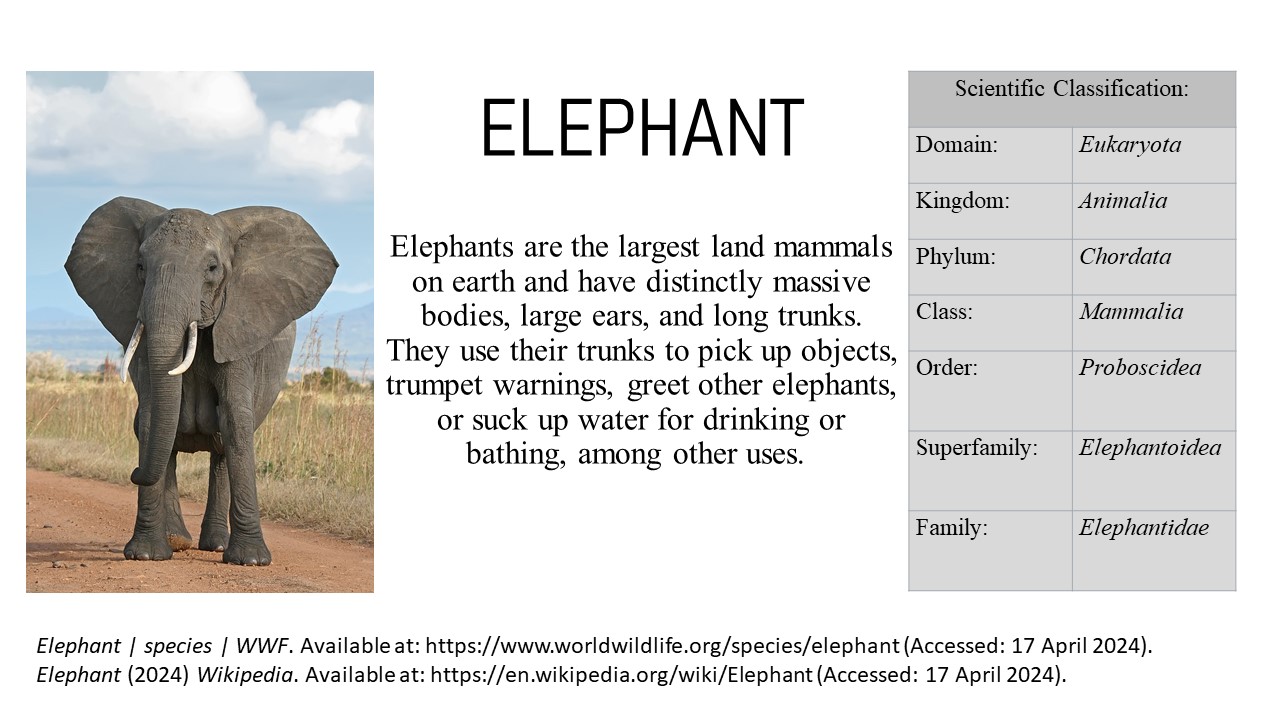 ELEPHANT
Elephants are the largest land mammals
on earth and have distinctly massive
bodies, large ears, and long trunks.
They use their trunks to pick up objects,
trumpet warnings, greet other elephants,
or suck up water for drinking or
bathing, among other uses.
Scientific Classification:
Domain: Eukaryota
Kingdom: Animalia
Phylum: Chordata
Class: Mammalia
Order: Proboscidea
Superfamily: Elephantoidea
Family: Elephantidae
Elephant | species | WWF. Available at: https://www.worldwildlife.org/species/elephant (Accessed: 17 April 2024).
Elephant (2024) Wikipedia. Available at: https://en.wikipedia.org/wiki/Elephant (Accessed: 17 April 2024).